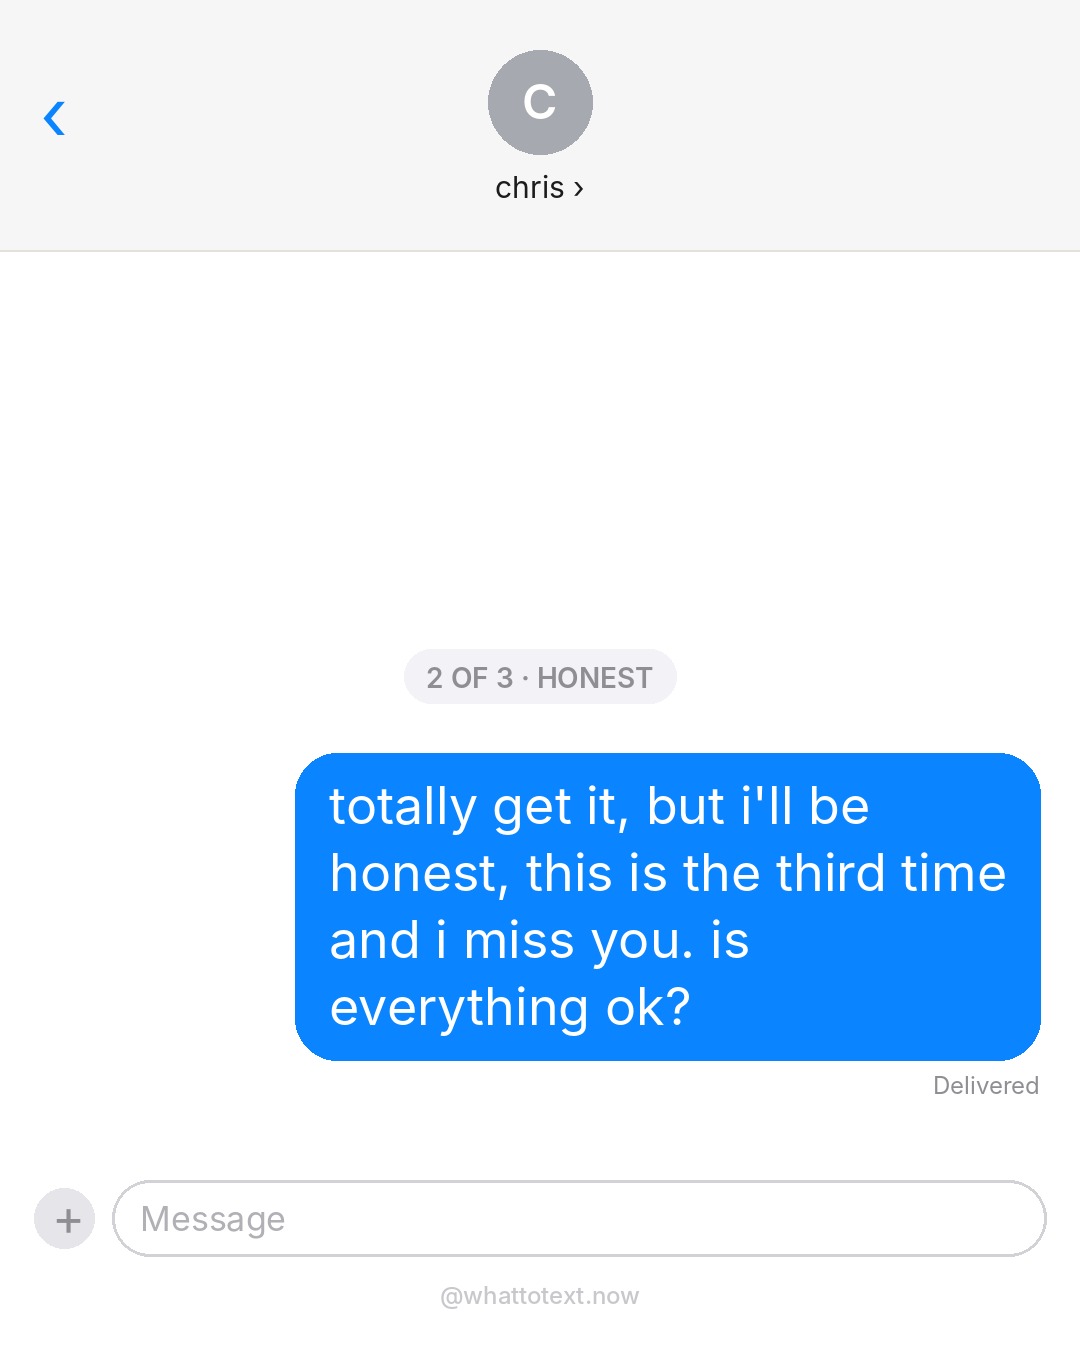 C
chris ›
2 OF 3 · HONEST
totally get it, but i'll be
honest, this is the third time
and i miss you. is
everything ok?
Delivered
+
Message
@whattotext.now